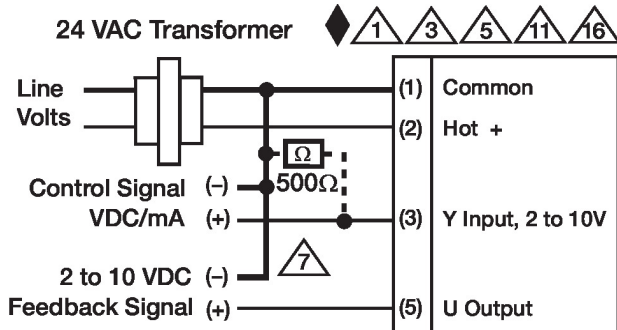 24 VAC Transformer 1 3 5 11 16
Line (1) Common
Volts
(2) Hot +
Ω
500Ω
Control Signal (–)
VDC/mA (+) (3) Y Input, 2 to 10V
7
2 to 10 VDC (–)
Feedback Signal (+) (5) U Output